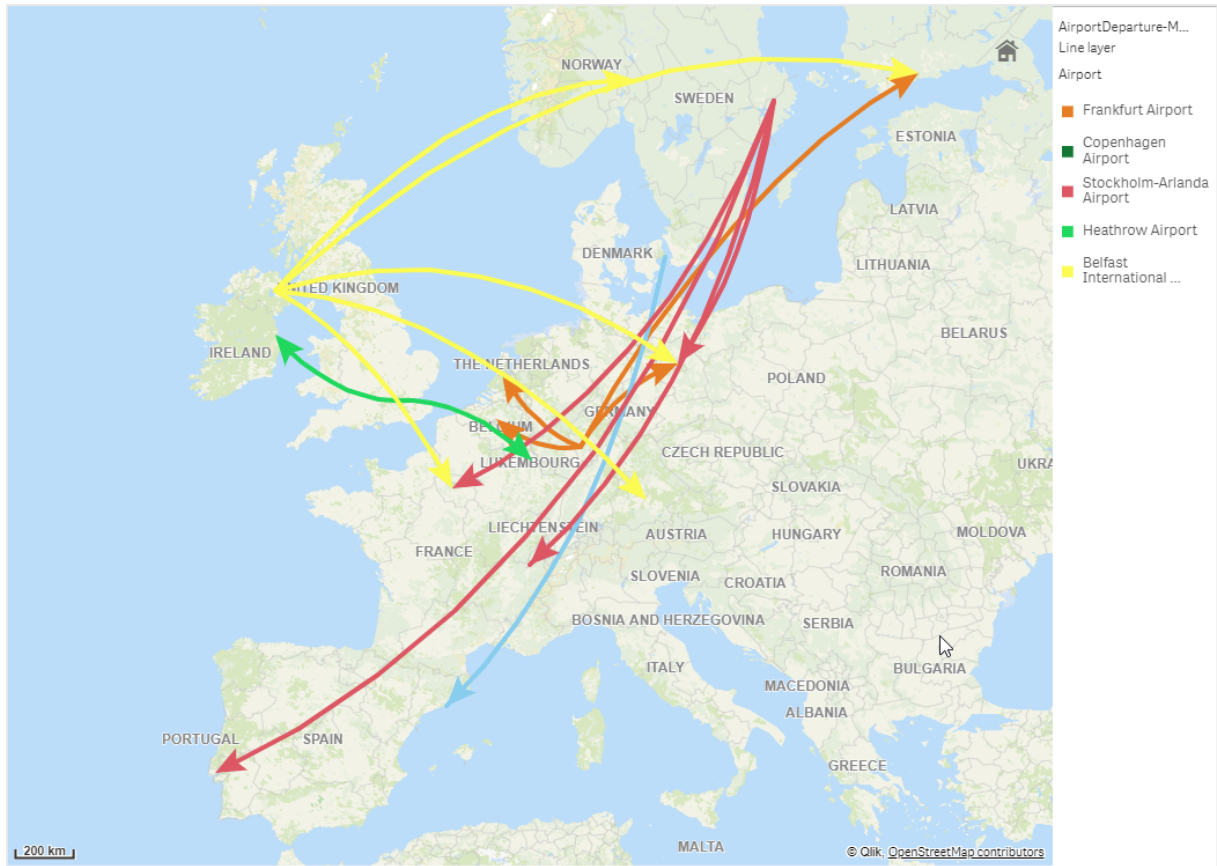 NORWAY
SWEDEN
ESTONIA
LATVIA
DENMARK
LITHUANIA
UNITED KINGDOM
BELARUS
IRELAND
THE NETHERLANDS
POLAND
GERMANY
BELGIUM
CZECH REPUBLIC
LUXEMBOURG
UKRA
SLOVAKIA
LIECHTENSTEIN
AUSTRIA
HUNGARY
MOLDOVA
FRANCE
ROMANIA
SLOVENIA
CROATIA
BOSNIA AND HERZEGOVINA
SERBIA
ITALY
BULGARIA
MACEDONIA
ALBANIA
PORTUGAL
SPAIN
GREECE
MALTA
200 km
© Qlik, OpenStreetMap contributors
AirportDeparture-M...
Line layer
Airport
Frankfurt Airport
Copenhagen
Airport
Stockholm-Arlanda
Airport
Heathrow Airport
Belfast
International ...